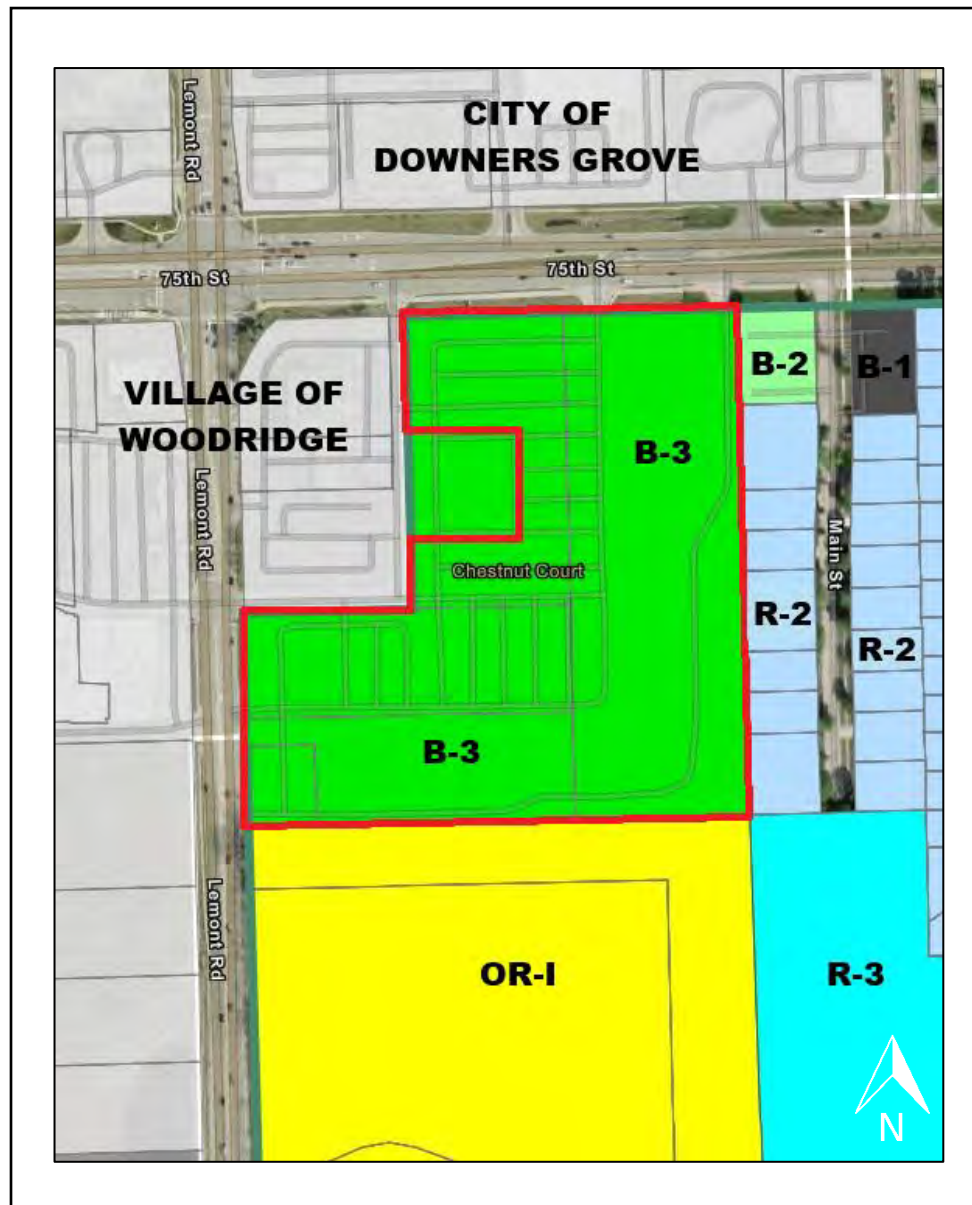 Lemont Rd
CITY OF
DOWNERS GROVE
75th St
75th St
VILLAGE OF
WOODRIDGE
B-2
B-1
B-3
Lemont Rd
Main St
Chestnut Court
R-2
R-2
B-3
Lemont Rd
OR-I
R-3
N